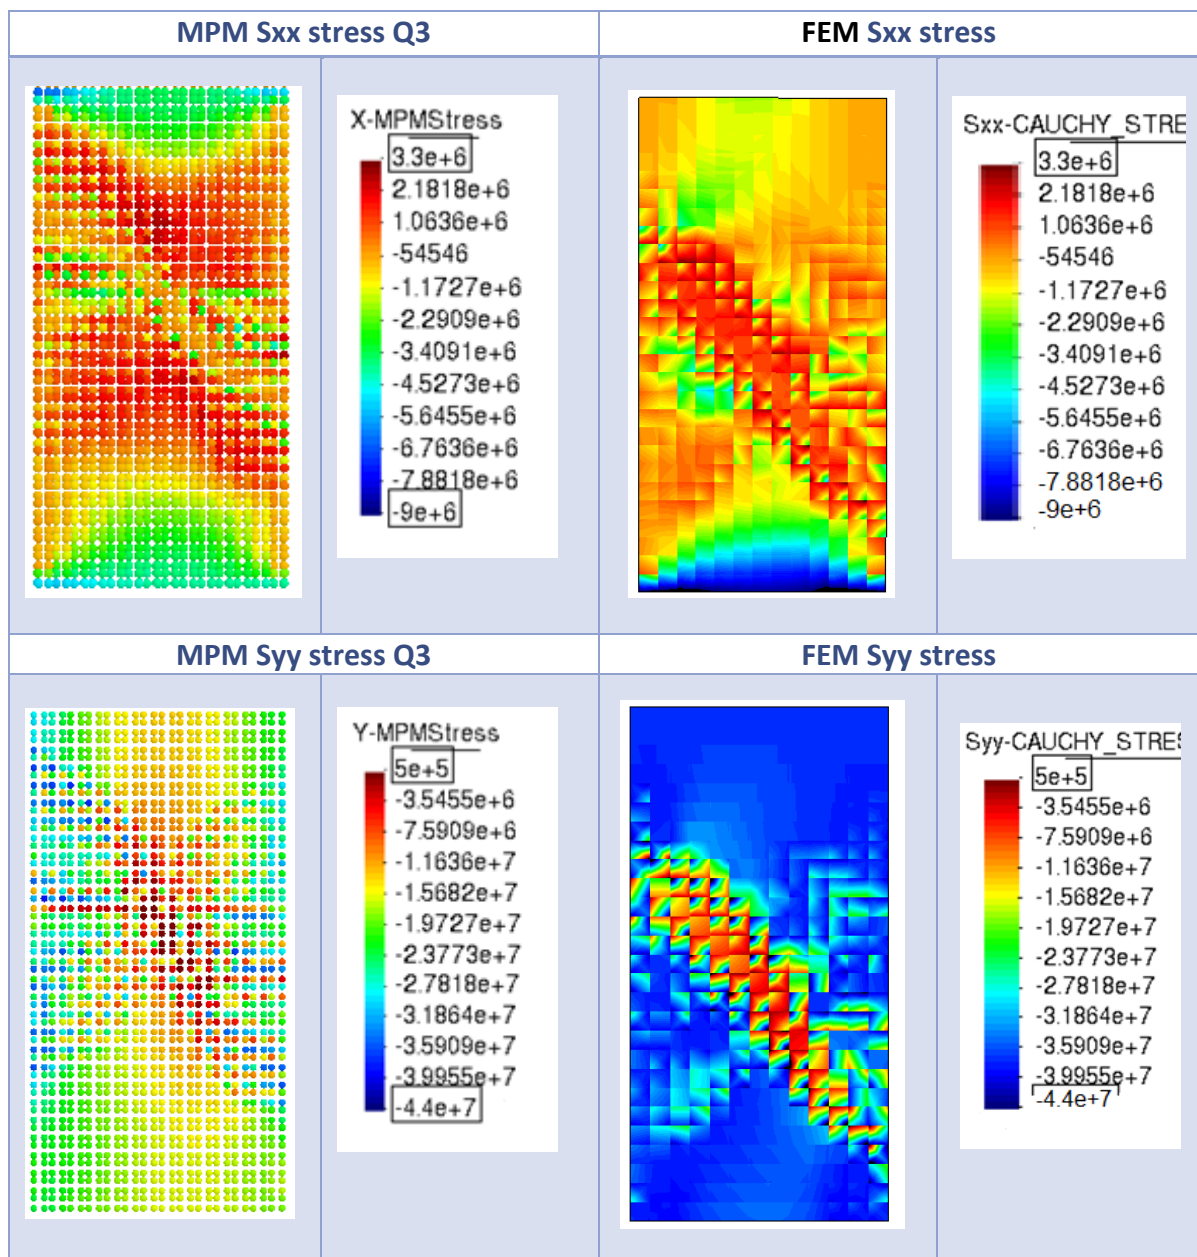 MPM Sxx stress Q3
FEM Sxx stress
X-MPMStress
3.3e+6
2.1818e+6
1.0636e+6
-54546
-1.1727e+6
-2.2909e+6
-3.4091e+6
-4.5273e+6
-5.6455e+6
-6.7636e+6
-7.8818e+6
-9e+6
Sxx-CAUCHY_STRE
3.3e+6
2.1818e+6
1.0636e+6
-54546
-1.1727e+6
-2.2909e+6
-3.4091e+6
-4.5273e+6
-5.6455e+6
-6.7636e+6
-7.8818e+6
-9e+6
MPM Syy stress Q3
FEM Syy stress
Y-MPMStress
5e+5
-3.5455e+6
-7.5909e+6
-1.1636e+7
-1.5682e+7
-1.9727e+7
-2.3773e+7
-2.7818e+7
-3.1864e+7
-3.5909e+7
-3.9955e+7
-4.4e+7
Syy-CAUCHY_STRES
5e+5
-3.5455e+6
-7.5909e+6
-1.1636e+7
-1.5682e+7
-1.9727e+7
-2.3773e+7
-2.7818e+7
-3.1864e+7
-3.5909e+7
-3.9955e+7
-4.4e+7